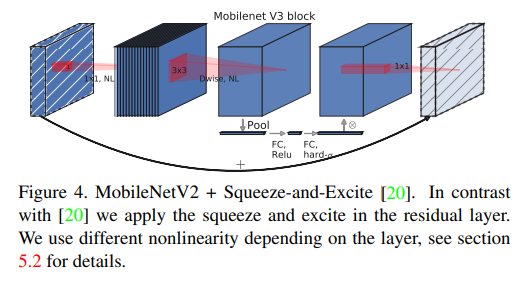 Mobilenet V3 block
1x1, NL
3x3
Dwise, NL
1x1
Pool
⊗
FC,
Relu
FC,
hard-σ
+
Figure 4. MobileNetV2 + Squeeze-and-Excite [20]. In contrast
with [20] we apply the squeeze and excite in the residual layer.
We use different nonlinearity depending on the layer, see section
5.2 for details.